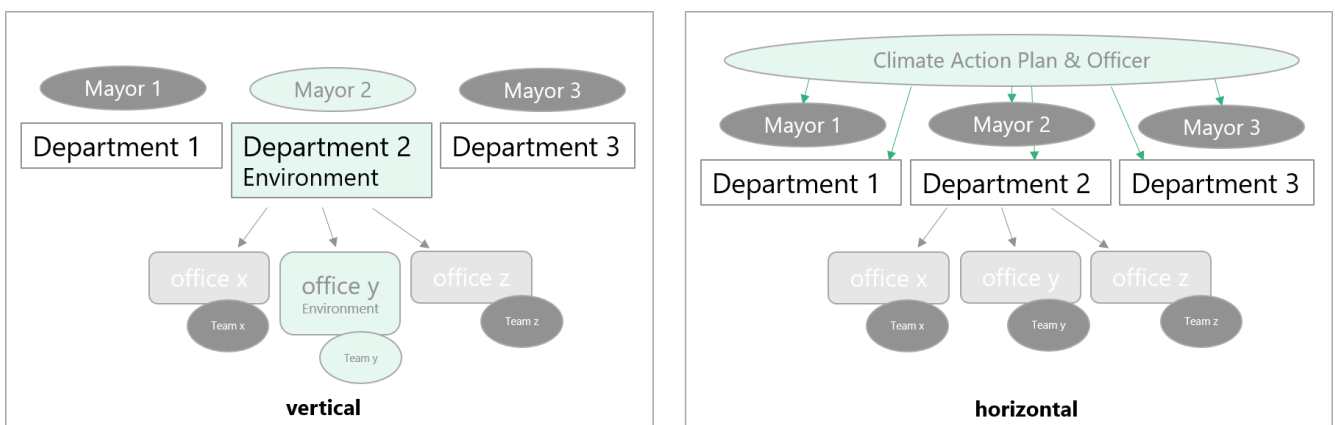 Mayor 1
Mayor 2
Mayor 3
Department 1
Department 2
Environment
Department 3
office x
office y
Environment
office z
Team x
Team y
Team z
vertical
Climate Action Plan & Officer
Mayor 1
Mayor 2
Mayor 3
Department 1
Department 2
Department 3
office x
office y
office z
Team x
Team y
Team z
horizontal